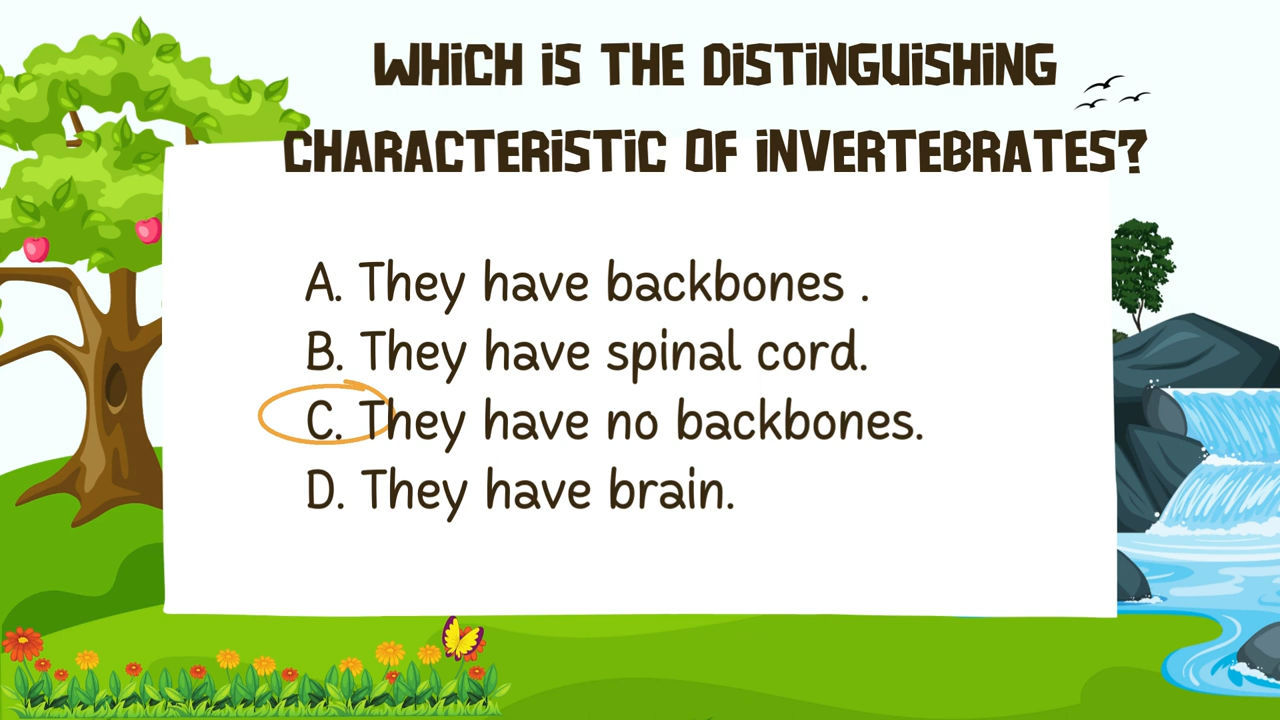 WHiCH iS THE DiSTiNGUiSHiNG
CHARACTERiSTiC OF iNVERTEBRATES?
A. They have backbones .
B. They have spinal cord.
C. They have no backbones.
D. They have brain.